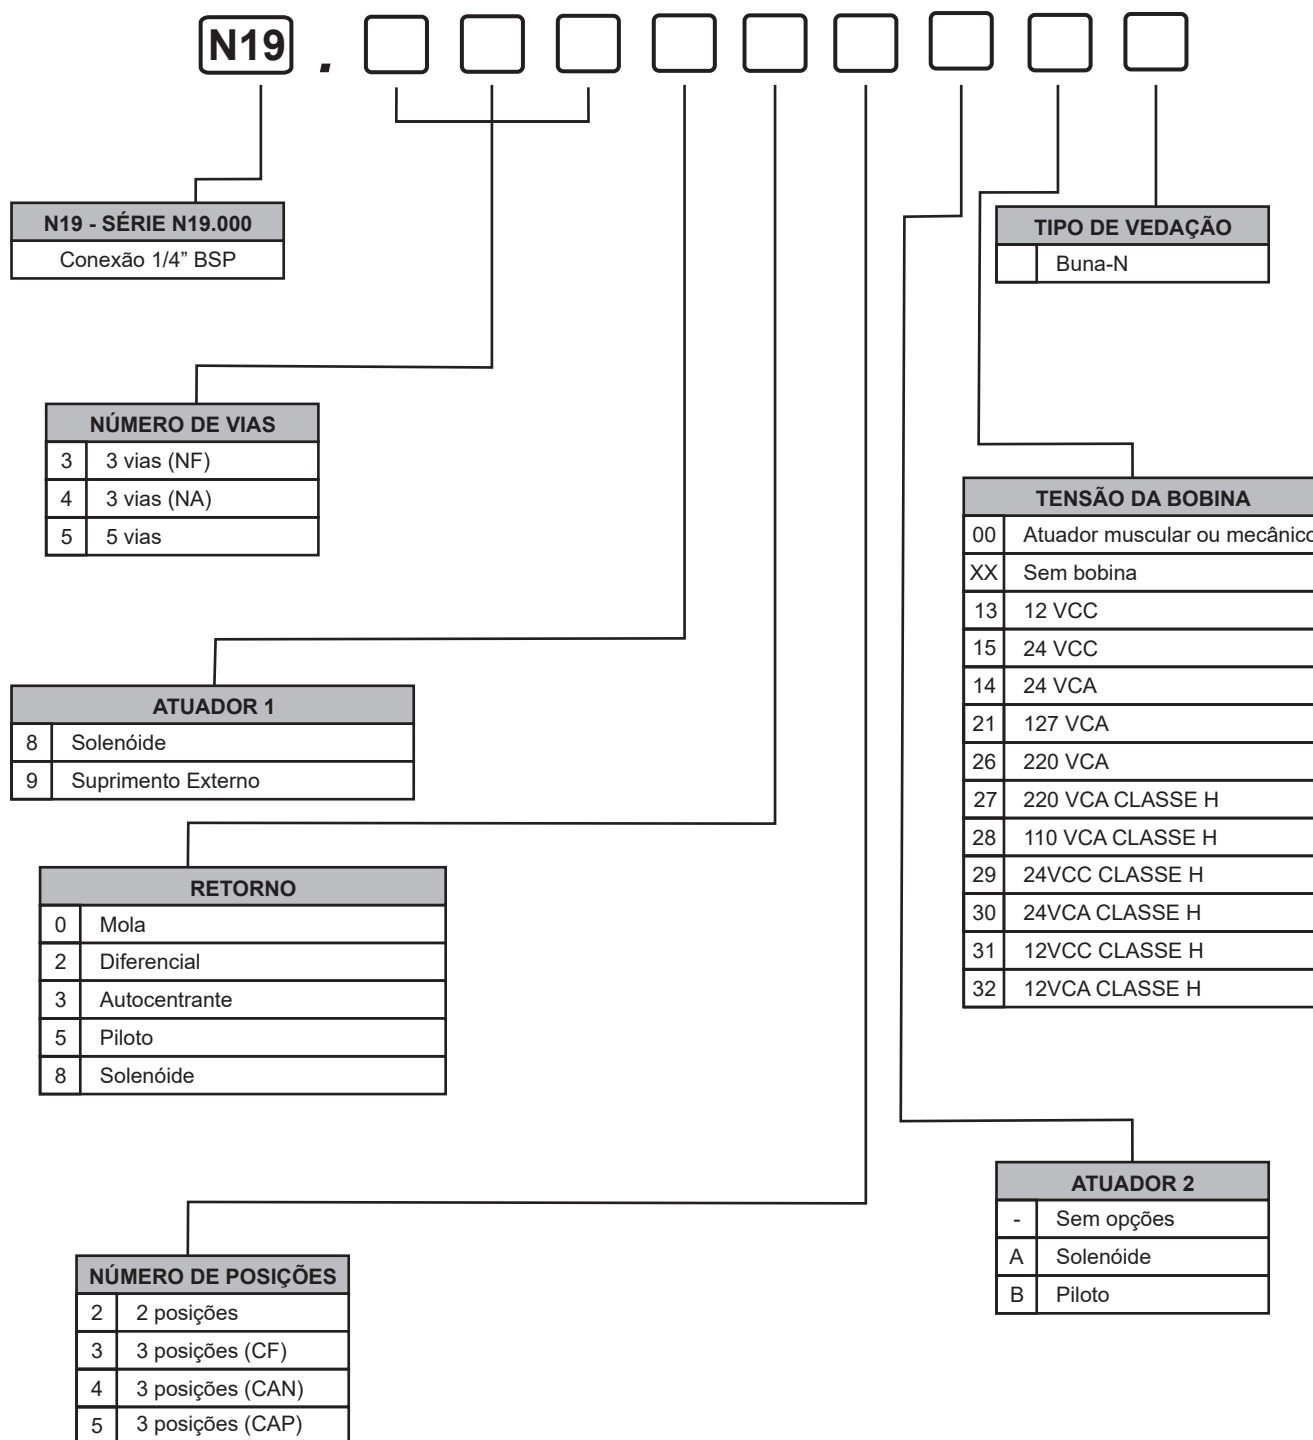 N19 .
N19 - SÉRIE N19.000
Conexão 1/4” BSP
TIPO DE VEDAÇÃO
Buna-N
NÚMERO DE VIAS
3 3 vias (NF)
4 3 vias (NA)
5 5 vias
TENSÃO DA BOBINA
00 Atuador muscular ou mecânico
XX Sem bobina
13 12 VCC
15 24 VCC
14 24 VCA
21 127 VCA
26 220 VCA
27 220 VCA CLASSE H
28 110 VCA CLASSE H
29 24VCC CLASSE H
30 24VCA CLASSE H
31 12VCC CLASSE H
32 12VCA CLASSE H
ATUADOR 1
8 Solenóide
9 Suprimento Externo
RETORNO
0 Mola
2 Diferencial
3 Autocentrante
5 Piloto
8 Solenóide
ATUADOR 2
- Sem opções
A Solenóide
B Piloto
NÚMERO DE POSIÇÕES
2 2 posições
3 3 posições (CF)
4 3 posições (CAN)
5 3 posições (CAP)